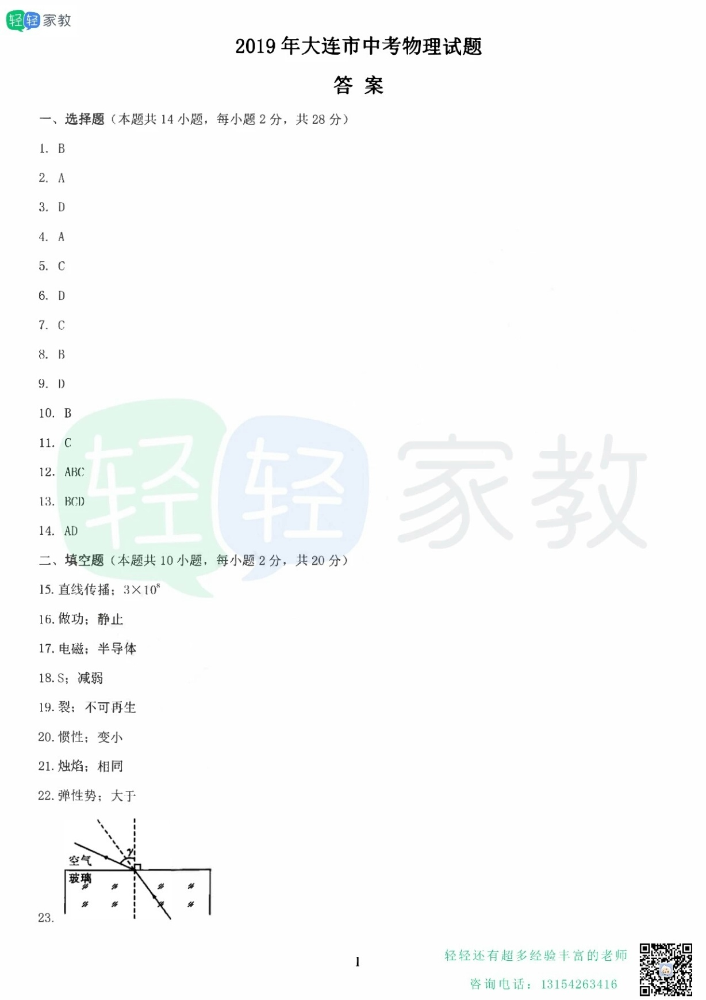 轻轻家教
2019 年大连市中考物理试题
答 案
一、选择题（本题共 14 小题，每小题 2 分，共 28 分）
1. B
2. A
3. D
4. A
5. C
6. D
7. C
8. B
9. D
10. B
11. C
12. ABC
13. BCD
14. AD
轻轻家教
二、填空题（本题共 10 小题，每小题 2 分，共 20 分）
15. 直线传播；3×10⁸
16. 做功；静止
17. 电磁；半导体
18. S；减弱
19. 裂；不可再生
20. 惯性；变小
21. 烛焰；相同
22. 弹性势；大于
γ
空气
玻璃
23.
1
轻轻还有超多经验丰富的老师
咨询电话：13154263416